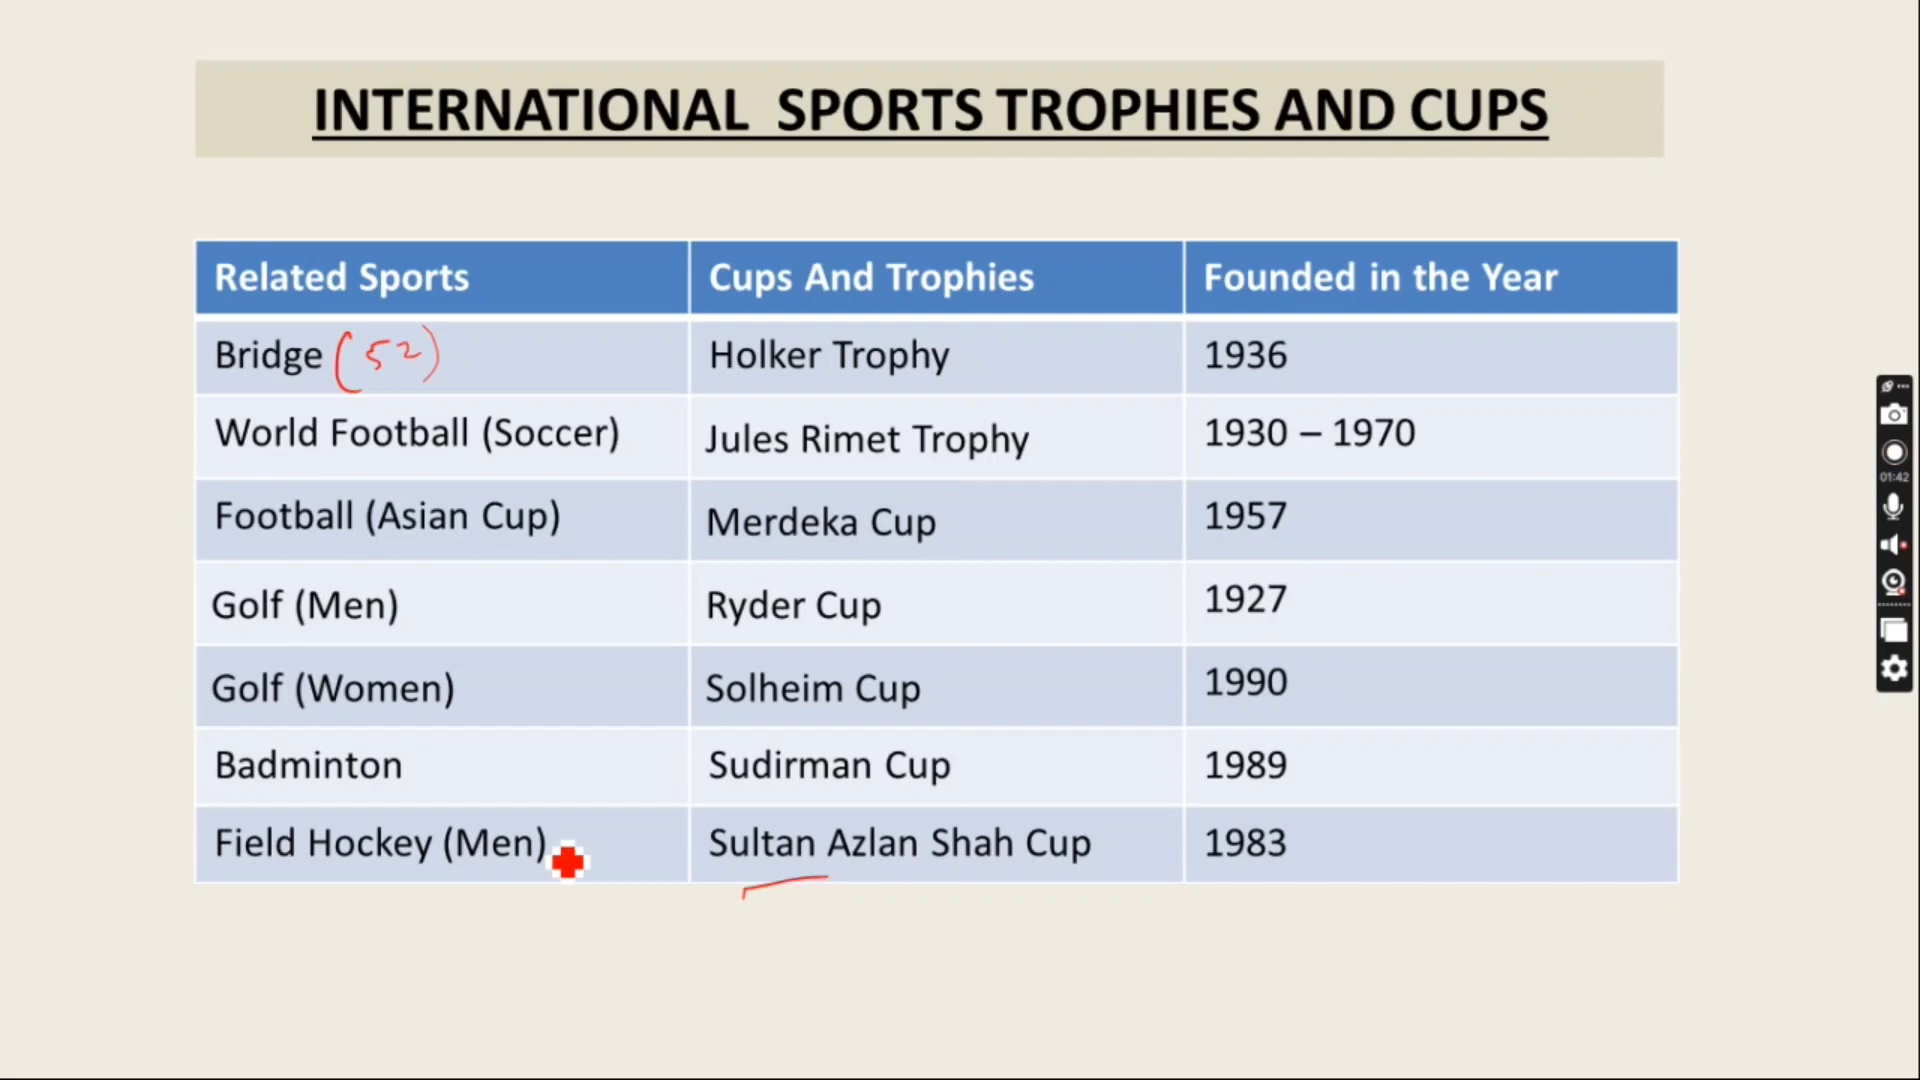 INTERNATIONAL SPORTS TROPHIES AND CUPS
Related Sports Cups And Trophies Founded in the Year
Bridge (52) Holker Trophy 1936
World Football (Soccer) Jules Rimet Trophy 1930 – 1970
Football (Asian Cup) Merdeka Cup 1957
Golf (Men) Ryder Cup 1927
Golf (Women) Solheim Cup 1990
Badminton Sudirman Cup 1989
Field Hockey (Men) Sultan Azlan Shah Cup 1983
01:42